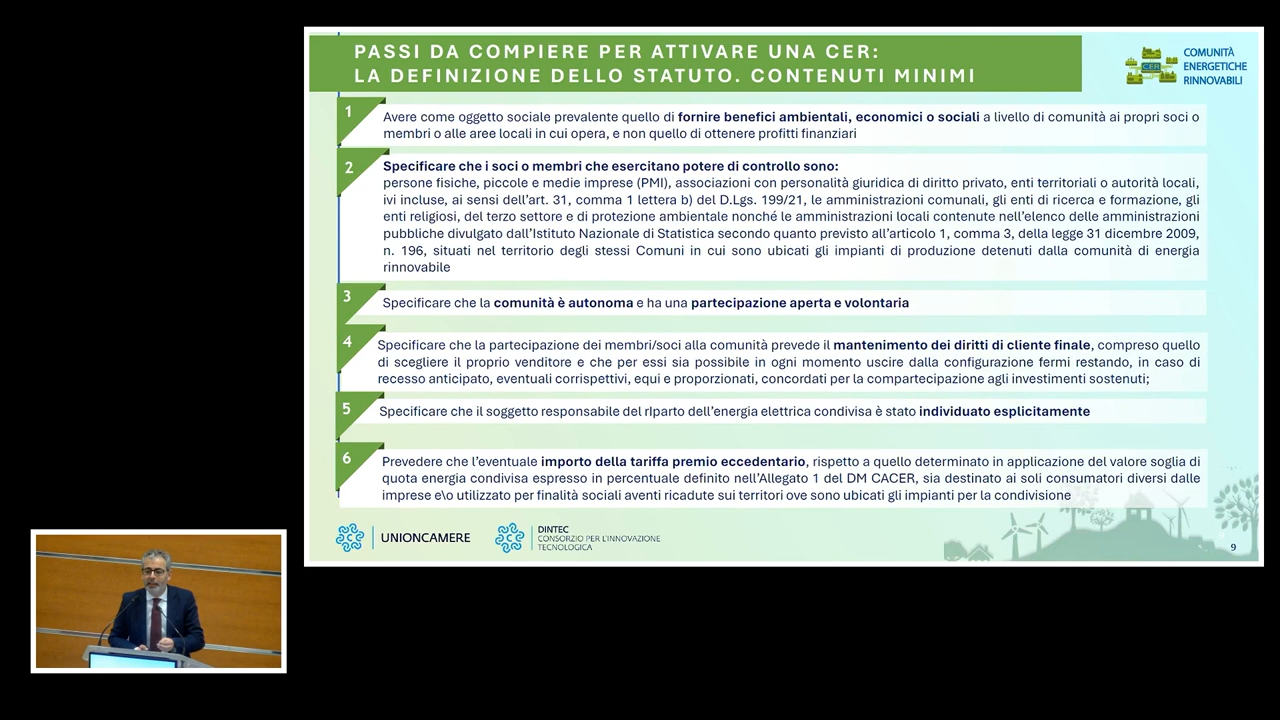 PASSI DA COMPIERE PER ATTIVARE UNA CER:
LA DEFINIZIONE DELLO STATUTO. CONTENUTI MINIMI
CER
COMUNITÀ
ENERGETICHE
RINNOVABILI
1
Avere come oggetto sociale prevalente quello di fornire benefici ambientali, economici o sociali a livello di comunità ai propri soci o
membri o alle aree locali in cui opera, e non quello di ottenere profitti finanziari
2
Specificare che i soci o membri che esercitano potere di controllo sono:
persone fisiche, piccole e medie imprese (PMI), associazioni con personalità giuridica di diritto privato, enti territoriali o autorità locali,
ivi incluse, ai sensi dell’art. 31, comma 1 lettera b) del D.Lgs. 199/21, le amministrazioni comunali, gli enti di ricerca e formazione, gli
enti religiosi, del terzo settore e di protezione ambientale nonché le amministrazioni locali contenute nell’elenco delle amministrazioni
pubbliche divulgato dall’Istituto Nazionale di Statistica secondo quanto previsto all’articolo 1, comma 3, della legge 31 dicembre 2009,
n. 196, situati nel territorio degli stessi Comuni in cui sono ubicati gli impianti di produzione detenuti dalla comunità di energia
rinnovabile
3
Specificare che la comunità è autonoma e ha una partecipazione aperta e volontaria
4
Specificare che la partecipazione dei membri/soci alla comunità prevede il mantenimento dei diritti di cliente finale, compreso quello
di scegliere il proprio venditore e che per essi sia possibile in ogni momento uscire dalla configurazione fermi restando, in caso di
recesso anticipato, eventuali corrispettivi, equi e proporzionati, concordati per la compartecipazione agli investimenti sostenuti;
5
Specificare che il soggetto responsabile del rIparto dell’energia elettrica condivisa è stato individuato esplicitamente
6
Prevedere che l’eventuale importo della tariffa premio eccedentario, rispetto a quello determinato in applicazione del valore soglia di
quota energia condivisa espresso in percentuale definito nell’Allegato 1 del DM CACER, sia destinato ai soli consumatori diversi dalle
imprese e\o utilizzato per finalità sociali aventi ricadute sui territori ove sono ubicati gli impianti per la condivisione
UNIONCAMERE
DINTEC
CONSORZIO PER L’INNOVAZIONE
TECNOLOGICA
9